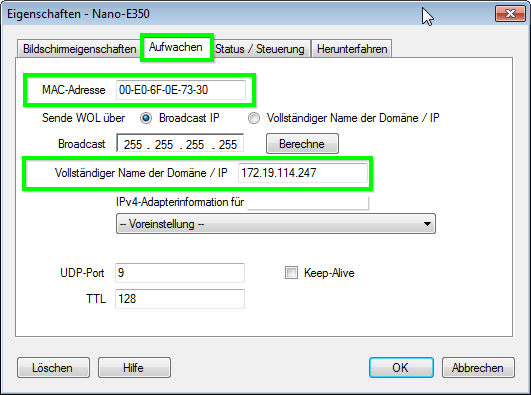 Eigenschaften - Nano-E350
Bildschirmeigenschaften Aufwachen Status / Steuerung Herunterfahren
MAC-Adresse 00-E0-6F-0E-73-30
Sende WOL über Broadcast IP Vollständiger Name der Domäne / IP
Broadcast 255 . 255 . 255 . 255 Berechne
Vollständiger Name der Domäne / IP 172.19.114.247
IPv4-Adapterinformation für
-- Voreinstellung --
UDP-Port 9 Keep-Alive
TTL 128
Löschen Hilfe OK Abbrechen